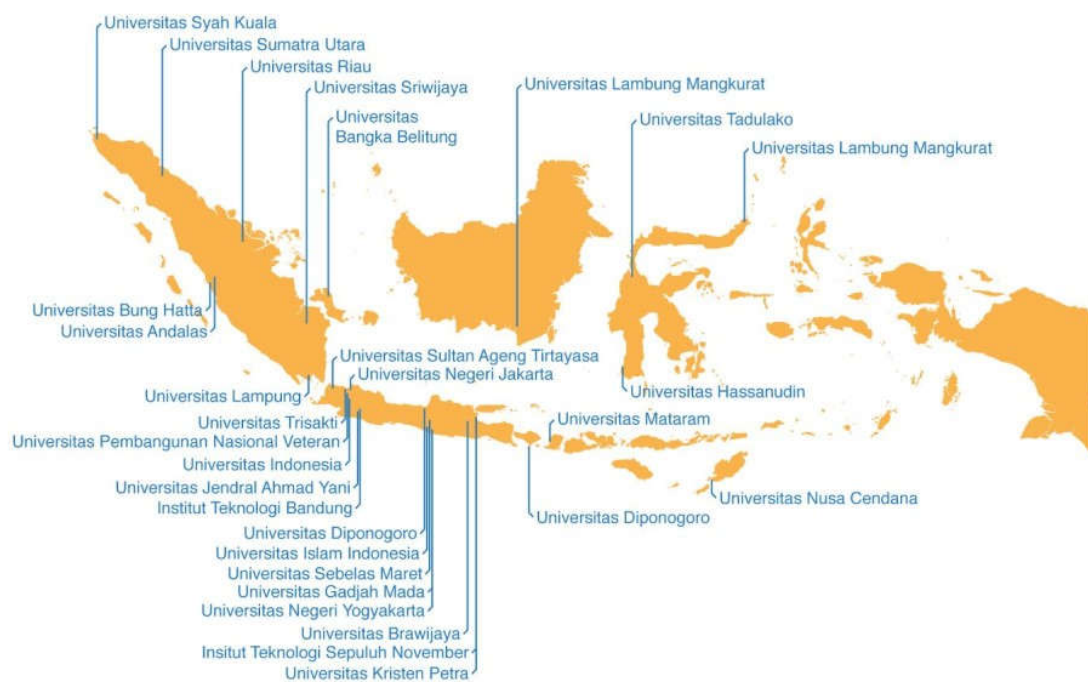 Universitas Syah Kuala
Universitas Sumatra Utara
Universitas Riau
Universitas Sriwijaya
Universitas
Bangka Belitung
Universitas Lambung Mangkurat
Universitas Tadulako
Universitas Lambung Mangkurat
Universitas Bung Hatta
Universitas Andalas
Universitas Sultan Ageng Tirtayasa
Universitas Negeri Jakarta
Universitas Lampung
Universitas Hassanudin
Universitas Trisakti
Universitas Mataram
Universitas Pembangunan Nasional Veteran
Universitas Indonesia
Universitas Jendral Ahmad Yani
Institut Teknologi Bandung
Universitas Nusa Cendana
Universitas Diponogoro
Universitas Diponogoro
Universitas Islam Indonesia
Universitas Sebelas Maret
Universitas Gadjah Mada
Universitas Negeri Yogyakarta
Universitas Brawijaya
Insitut Teknologi Sepuluh November
Universitas Kristen Petra